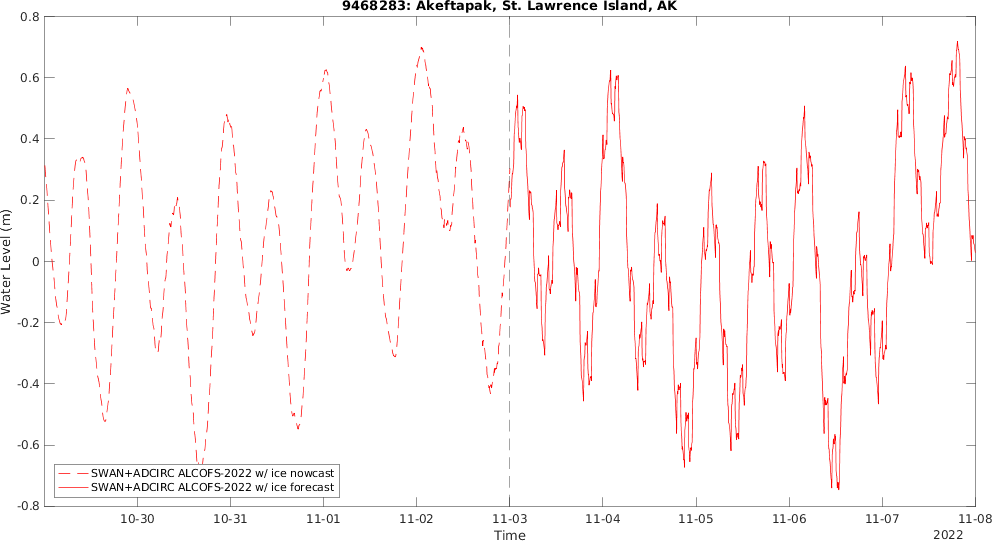 9468283: Akeftapak, St. Lawrence Island, AK
Water Level (m)
0.8
0.6
0.4
0.2
0
-0.2
-0.4
-0.6
-0.8
SWAN+ADCIRC ALCOFS-2022 w/ ice nowcast
SWAN+ADCIRC ALCOFS-2022 w/ ice forecast
10-30 10-31 11-01 11-02 11-03 11-04 11-05 11-06 11-07 11-08
Time
2022